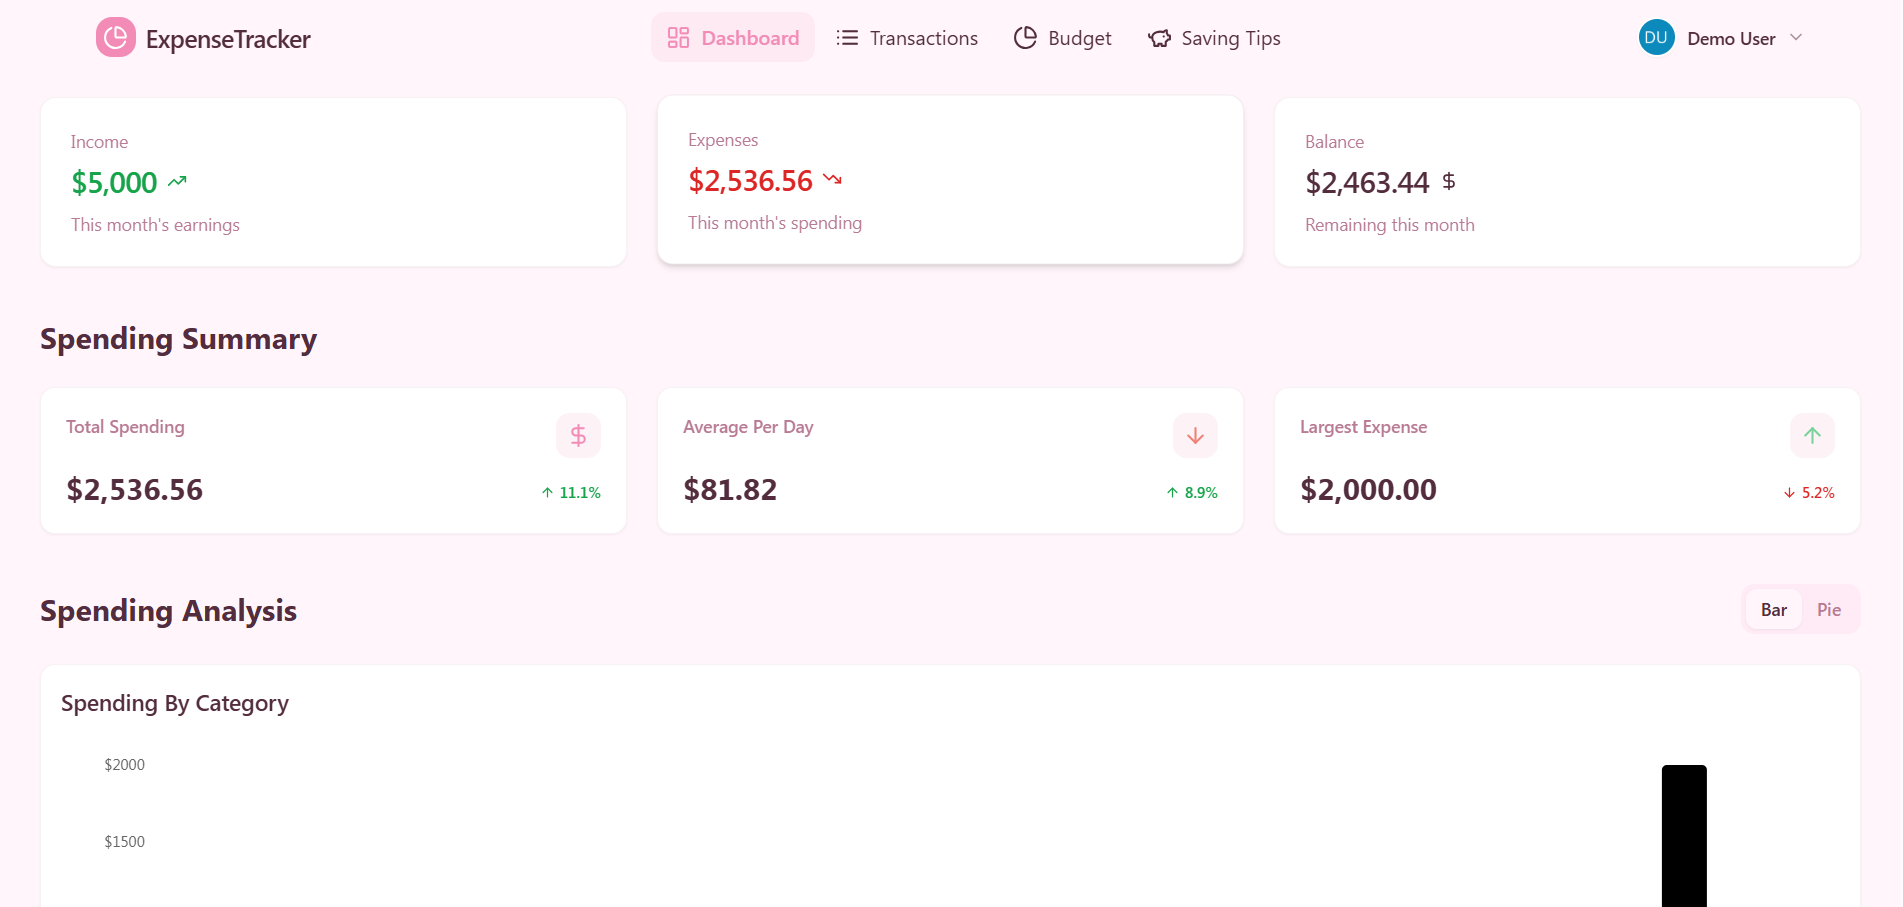 ExpenseTracker
Dashboard
Transactions
Budget
Saving Tips
DU
Demo User
Income
$5,000
This month's earnings
Expenses
$2,536.56
This month's spending
Balance
$2,463.44 $
Remaining this month
Spending Summary
Total Spending
$
$2,536.56
11.1%
Average Per Day
$81.82
8.9%
Largest Expense
$2,000.00
5.2%
Spending Analysis
Bar
Pie
Spending By Category
$2000
$1500